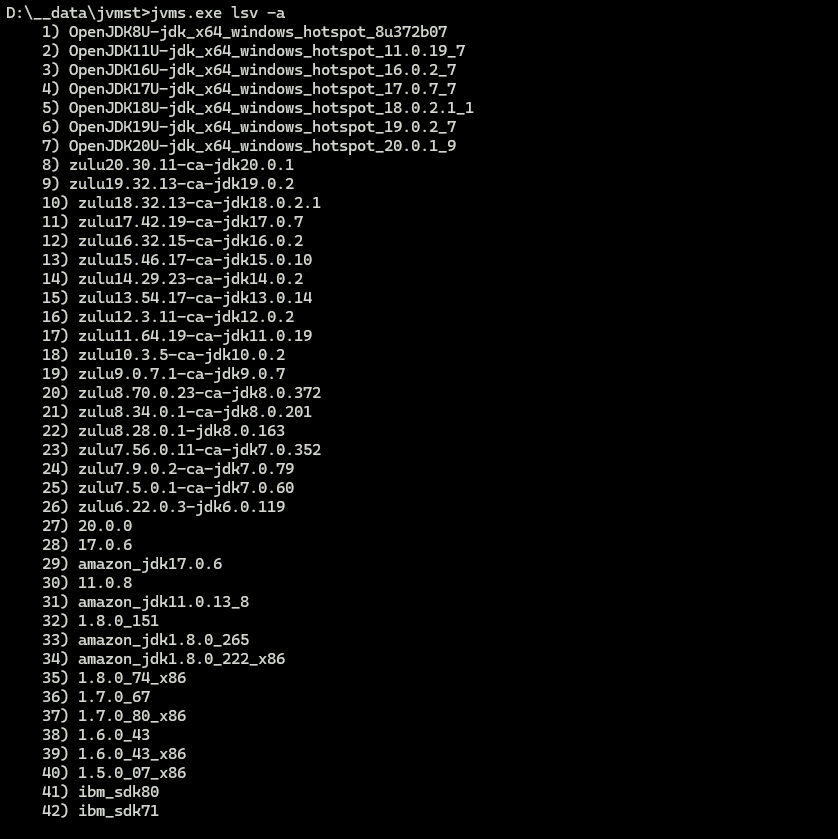 D:\__data\jvmst>jvms.exe lsv -a
1) OpenJDK8U-jdk_x64_windows_hotspot_8u372b07
2) OpenJDK11U-jdk_x64_windows_hotspot_11.0.19_7
3) OpenJDK16U-jdk_x64_windows_hotspot_16.0.2_7
4) OpenJDK17U-jdk_x64_windows_hotspot_17.0.7_7
5) OpenJDK18U-jdk_x64_windows_hotspot_18.0.2.1_1
6) OpenJDK19U-jdk_x64_windows_hotspot_19.0.2_7
7) OpenJDK20U-jdk_x64_windows_hotspot_20.0.1_9
8) zulu20.30.11-ca-jdk20.0.1
9) zulu19.32.13-ca-jdk19.0.2
10) zulu18.32.13-ca-jdk18.0.2.1
11) zulu17.42.19-ca-jdk17.0.7
12) zulu16.32.15-ca-jdk16.0.2
13) zulu15.46.17-ca-jdk15.0.10
14) zulu14.29.23-ca-jdk14.0.2
15) zulu13.54.17-ca-jdk13.0.14
16) zulu12.3.11-ca-jdk12.0.2
17) zulu11.64.19-ca-jdk11.0.19
18) zulu10.3.5-ca-jdk10.0.2
19) zulu9.0.7.1-ca-jdk9.0.7
20) zulu8.70.0.23-ca-jdk8.0.372
21) zulu8.34.0.1-ca-jdk8.0.201
22) zulu8.28.0.1-jdk8.0.163
23) zulu7.56.0.11-ca-jdk7.0.352
24) zulu7.9.0.2-ca-jdk7.0.79
25) zulu7.5.0.1-ca-jdk7.0.60
26) zulu6.22.0.3-jdk6.0.119
27) 20.0.0
28) 17.0.6
29) amazon_jdk17.0.6
30) 11.0.8
31) amazon_jdk11.0.13_8
32) 1.8.0_151
33) amazon_jdk1.8.0_265
34) amazon_jdk1.8.0_222_x86
35) 1.8.0_74_x86
36) 1.7.0_67
37) 1.7.0_80_x86
38) 1.6.0_43
39) 1.6.0_43_x86
40) 1.5.0_07_x86
41) ibm_sdk80
42) ibm_sdk71